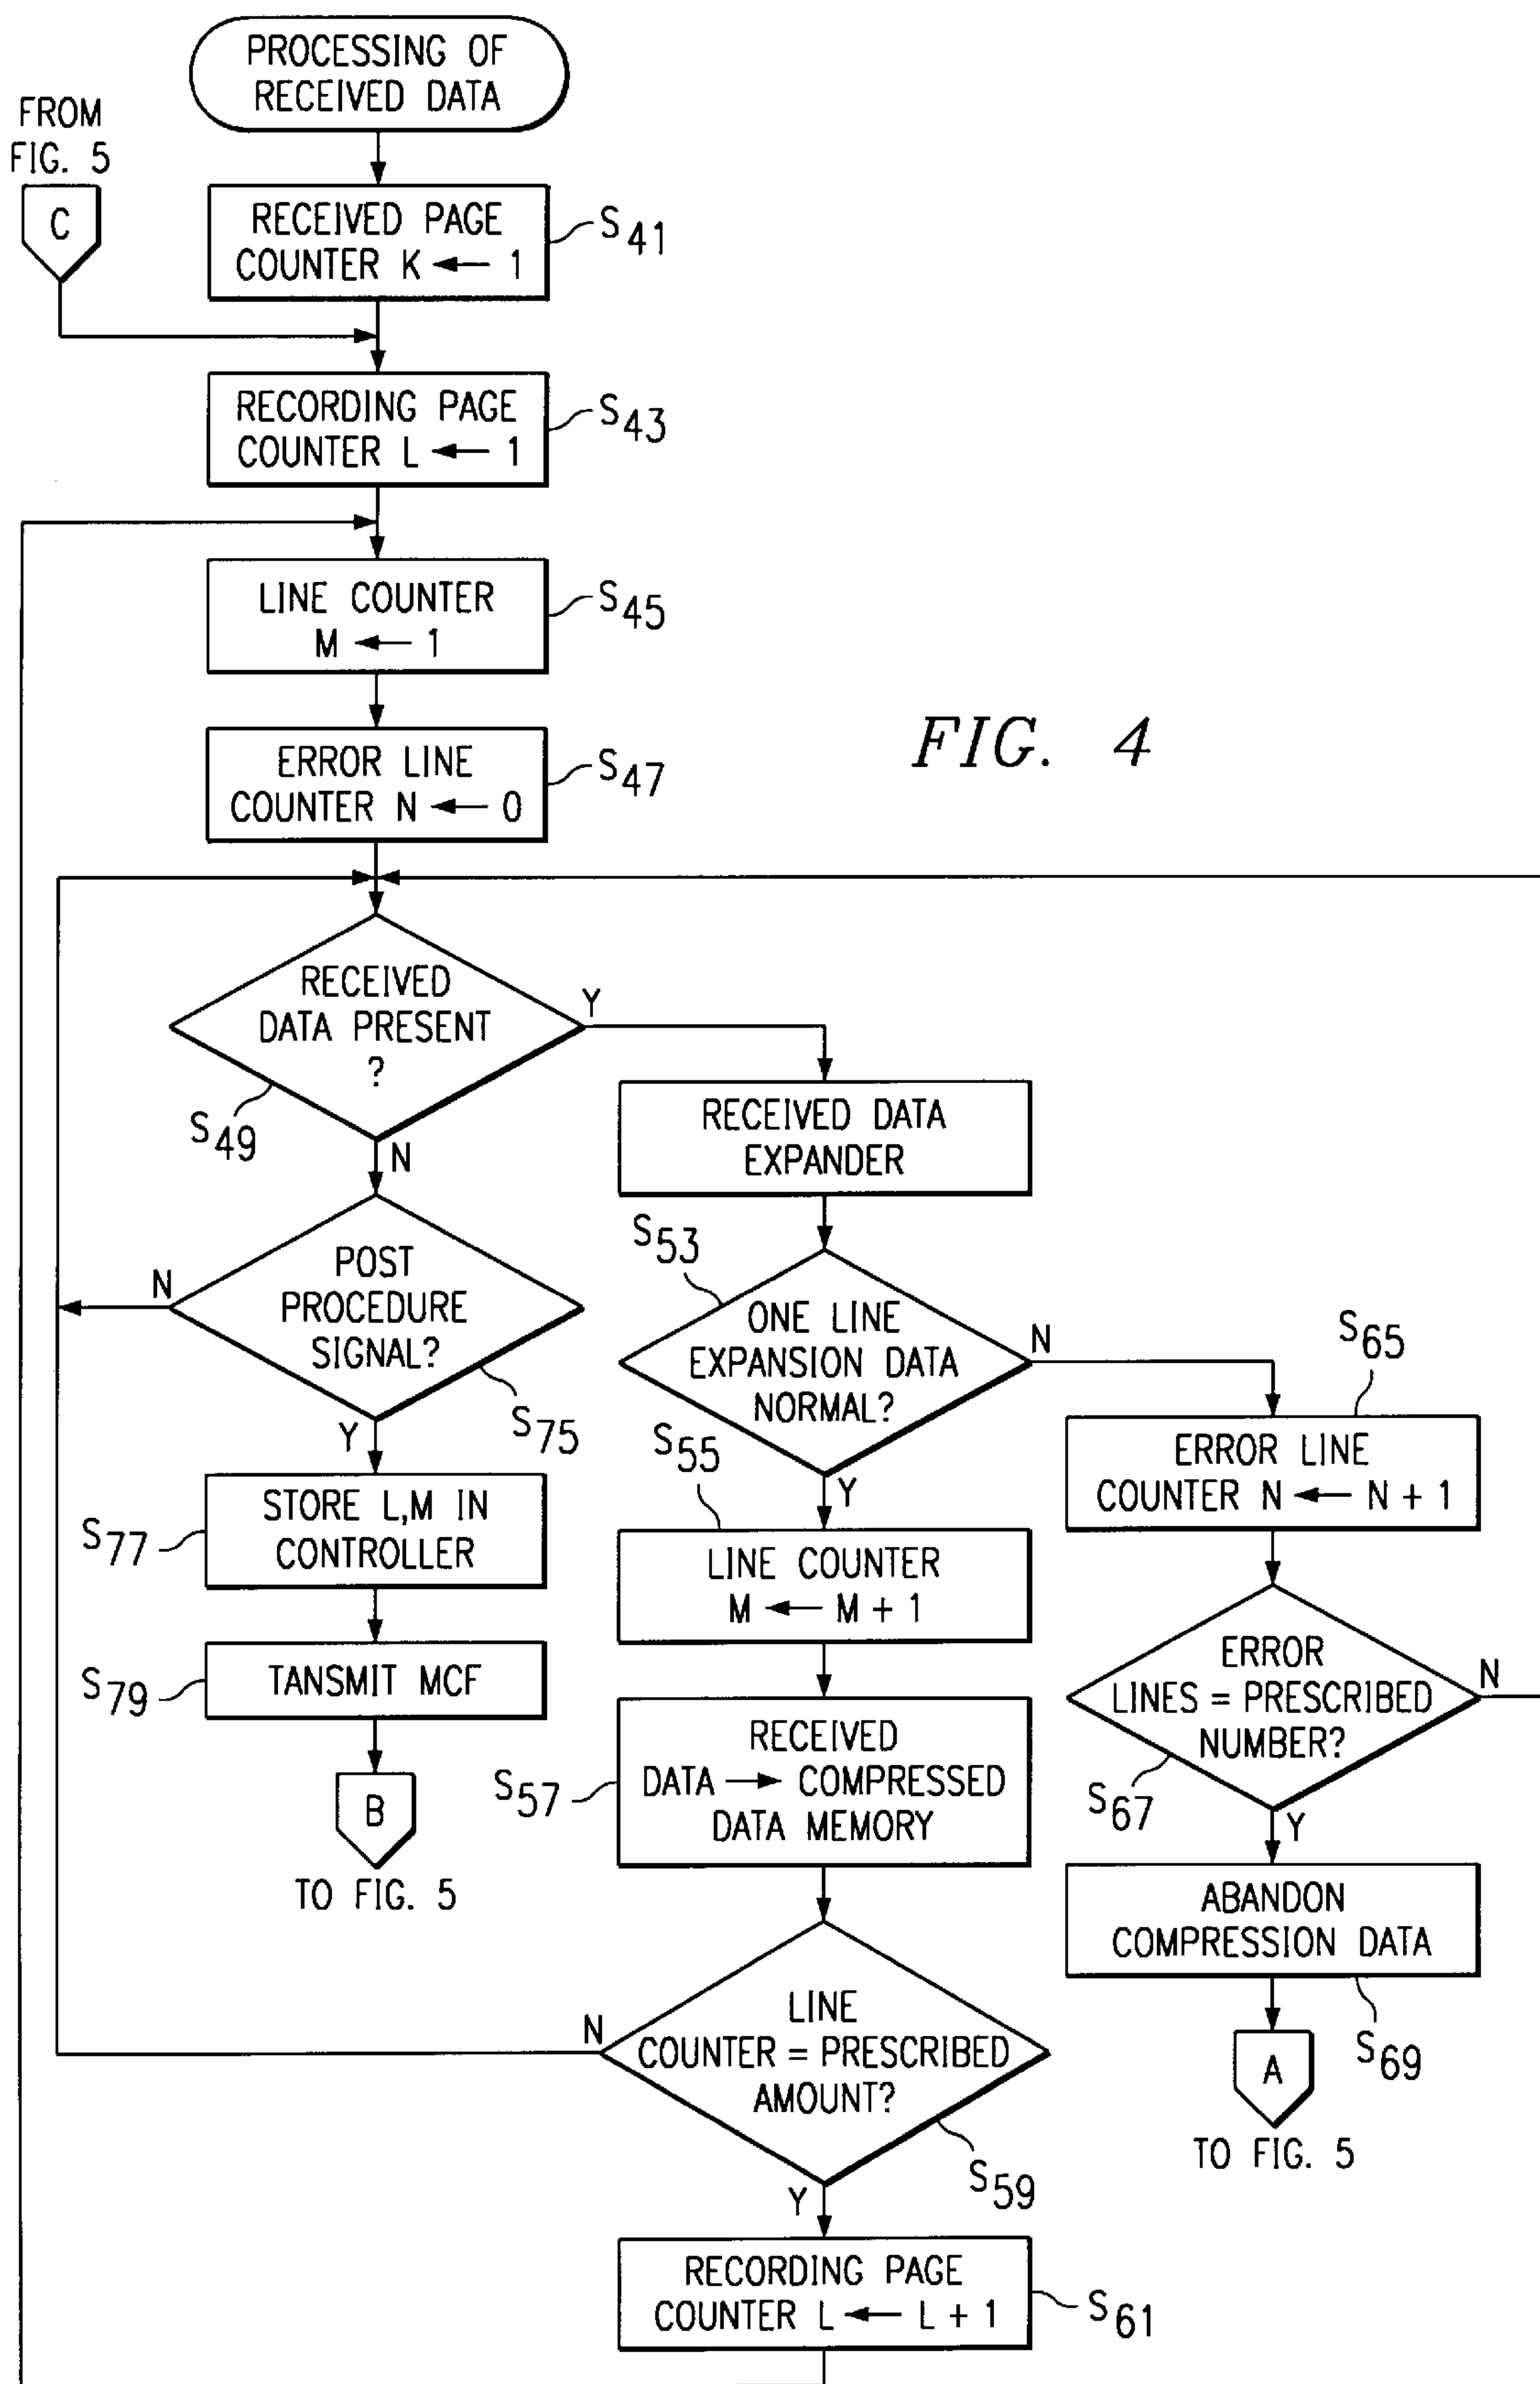 PROCESSING OF
RECEIVED DATA
FROM
FIG. 5
C
RECEIVED PAGE
COUNTER K ← 1
S41
RECORDING PAGE
COUNTER L ← 1
S43
LINE COUNTER
M ← 1
S45
ERROR LINE
COUNTER N ← 0
S47
FIG. 4
RECEIVED
DATA PRESENT
?
Y
S49
N
RECEIVED DATA
EXPANDER
POST
PROCEDURE
SIGNAL?
N
S75
Y
S53
ONE LINE
EXPANSION DATA
NORMAL?
N
Y
S65
ERROR LINE
COUNTER N ← N + 1
STORE L,M IN
CONTROLLER
S77
S55
LINE COUNTER
M ← M + 1
TANSMIT MCF
S79
B
TO FIG. 5
ERROR
LINES = PRESCRIBED
NUMBER?
N
S67
Y
RECEIVED
DATA → COMPRESSED
DATA MEMORY
S57
ABANDON
COMPRESSION DATA
S69
A
TO FIG. 5
LINE
COUNTER = PRESCRIBED
AMOUNT?
N
S59
Y
RECORDING PAGE
COUNTER L ← L + 1
S61